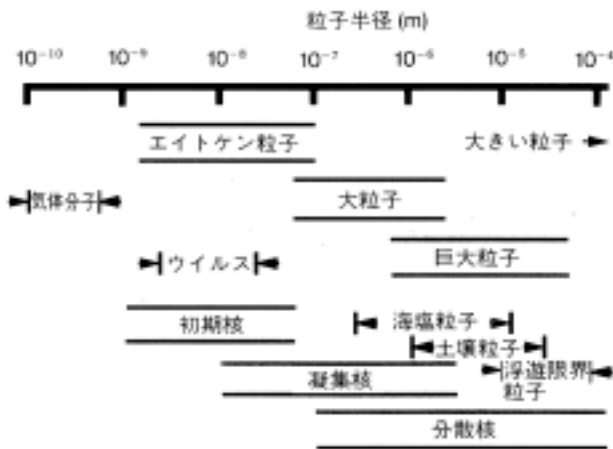 粒子半径 (m)
10⁻¹⁰ 10⁻⁹ 10⁻⁸ 10⁻⁷ 10⁻⁶ 10⁻⁵ 10⁻⁴
エイトケン粒子
大きい粒子
気体分子
大粒子
巨大粒子
ウイルス
初期核
海塩粒子
土壌粒子
凝集核
浮遊限界
粒子
分散核